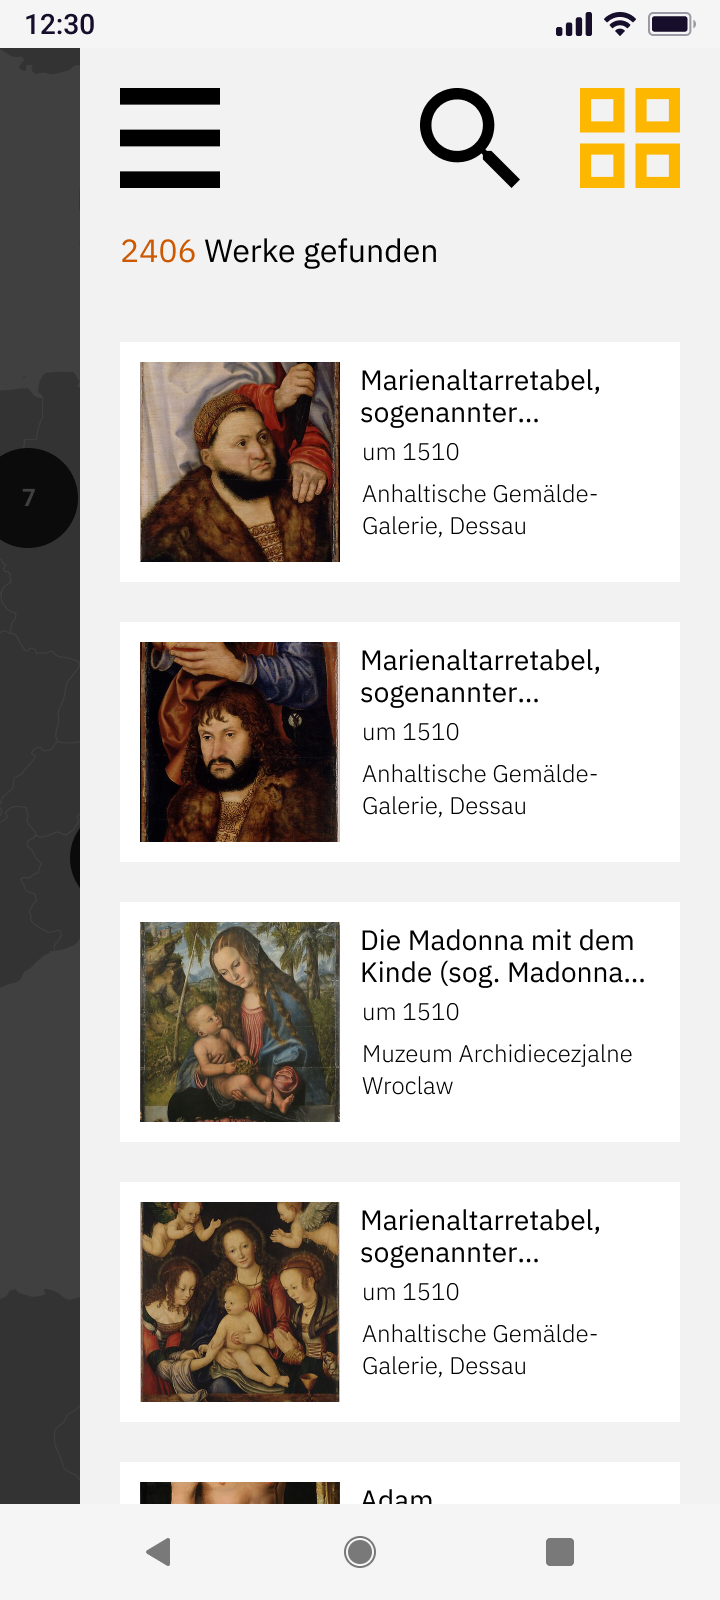 12:30
2406 Werke gefunden
7
Marienaltarretabel,
sogenannter...
um 1510
Anhaltische Gemälde-
Galerie, Dessau
Marienaltarretabel,
sogenannter...
um 1510
Anhaltische Gemälde-
Galerie, Dessau
Die Madonna mit dem
Kinde (sog. Madonna...
um 1510
Muzeum Archidiecezjalne
Wroclaw
Marienaltarretabel,
sogenannter...
um 1510
Anhaltische Gemälde-
Galerie, Dessau
Adam